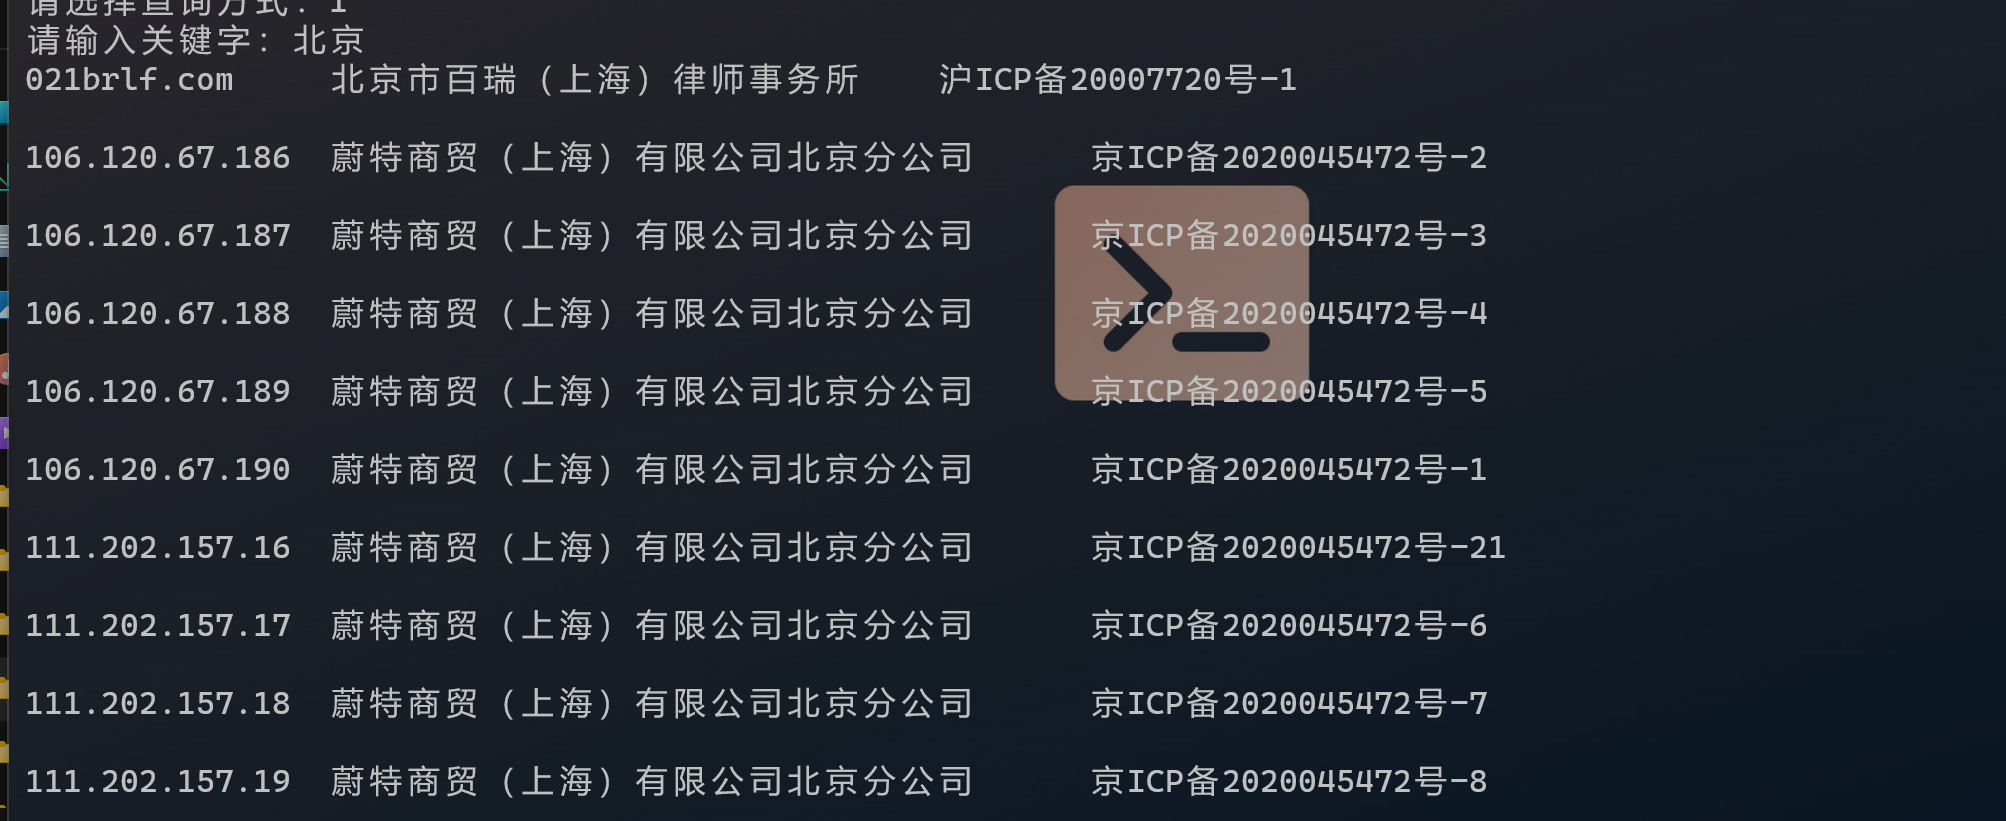 请选择查询方式：1
请输入关键字：北京
021brlf.com 北京市百瑞（上海）律师事务所 沪ICP备20007720号-1
106.120.67.186 蔚特商贸（上海）有限公司北京分公司 京ICP备2020045472号-2
106.120.67.187 蔚特商贸（上海）有限公司北京分公司 京ICP备2020045472号-3
106.120.67.188 蔚特商贸（上海）有限公司北京分公司 京ICP备2020045472号-4
106.120.67.189 蔚特商贸（上海）有限公司北京分公司 京ICP备2020045472号-5
106.120.67.190 蔚特商贸（上海）有限公司北京分公司 京ICP备2020045472号-1
111.202.157.16 蔚特商贸（上海）有限公司北京分公司 京ICP备2020045472号-21
111.202.157.17 蔚特商贸（上海）有限公司北京分公司 京ICP备2020045472号-6
111.202.157.18 蔚特商贸（上海）有限公司北京分公司 京ICP备2020045472号-7
111.202.157.19 蔚特商贸（上海）有限公司北京分公司 京ICP备2020045472号-8